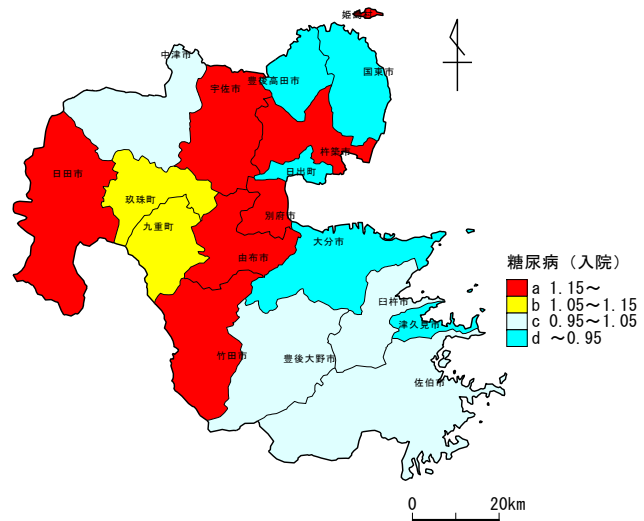 姫島村
中津市
豊後高田市
国東市
宇佐市
杵築市
日田市
日出町
玖珠町
別府市
九重町
大分市
由布市
糖尿病（入院）
a 1.15～
b 1.05～1.15
c 0.95～1.05
d ～0.95
臼杵市
津久見市
竹田市
豊後大野市
佐伯市
0 20km